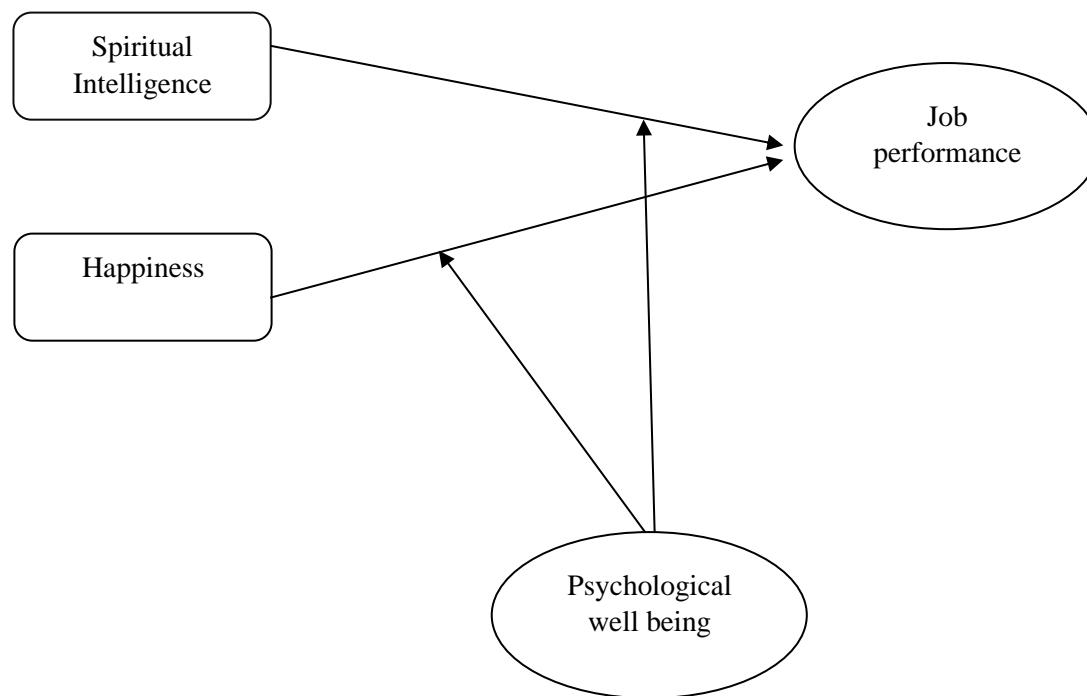 Spiritual
Intelligence
Job
performance
Happiness
Psychological
well being